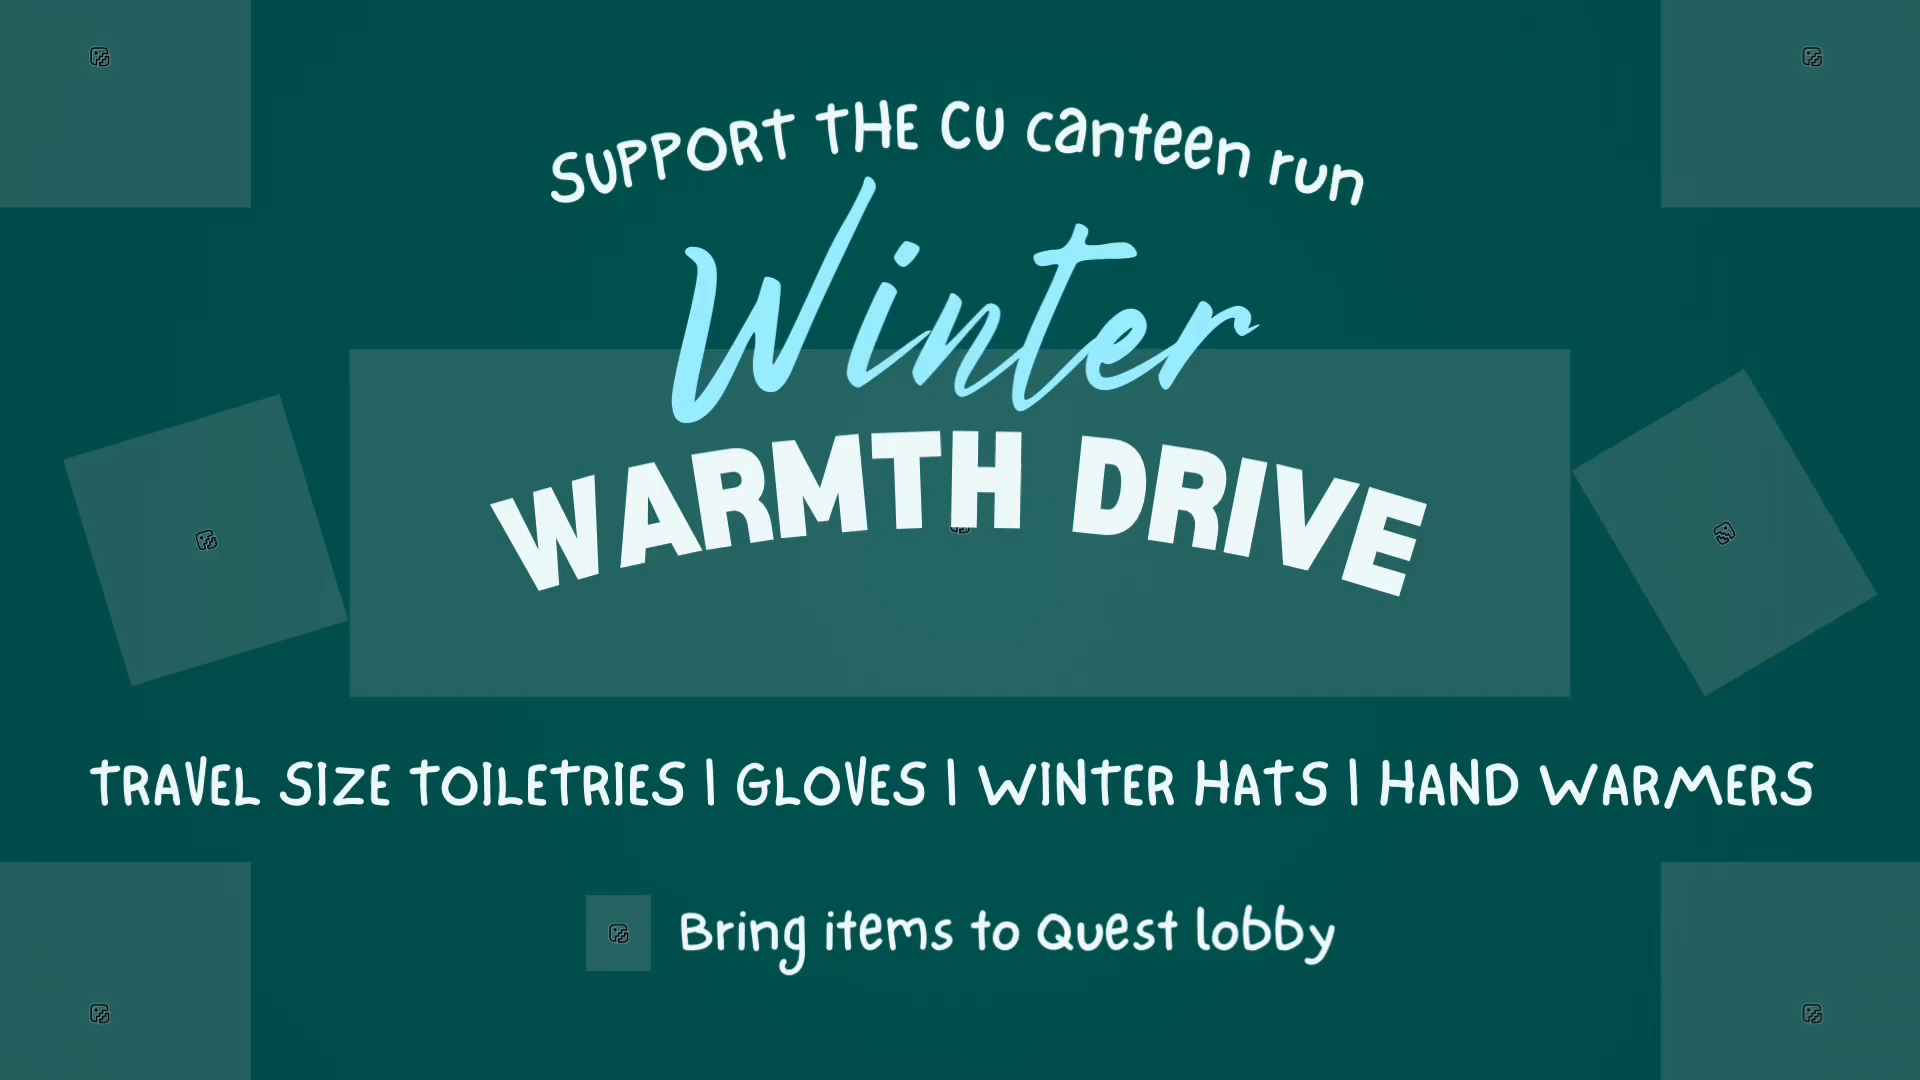 SUPPORT THE CU canteen run
Winter
WARMTH DRIVE
TRAVEL SIZE TOILETRIES | GLOVES | WINTER HATS | HAND WARMERS
Bring items to Quest lobby